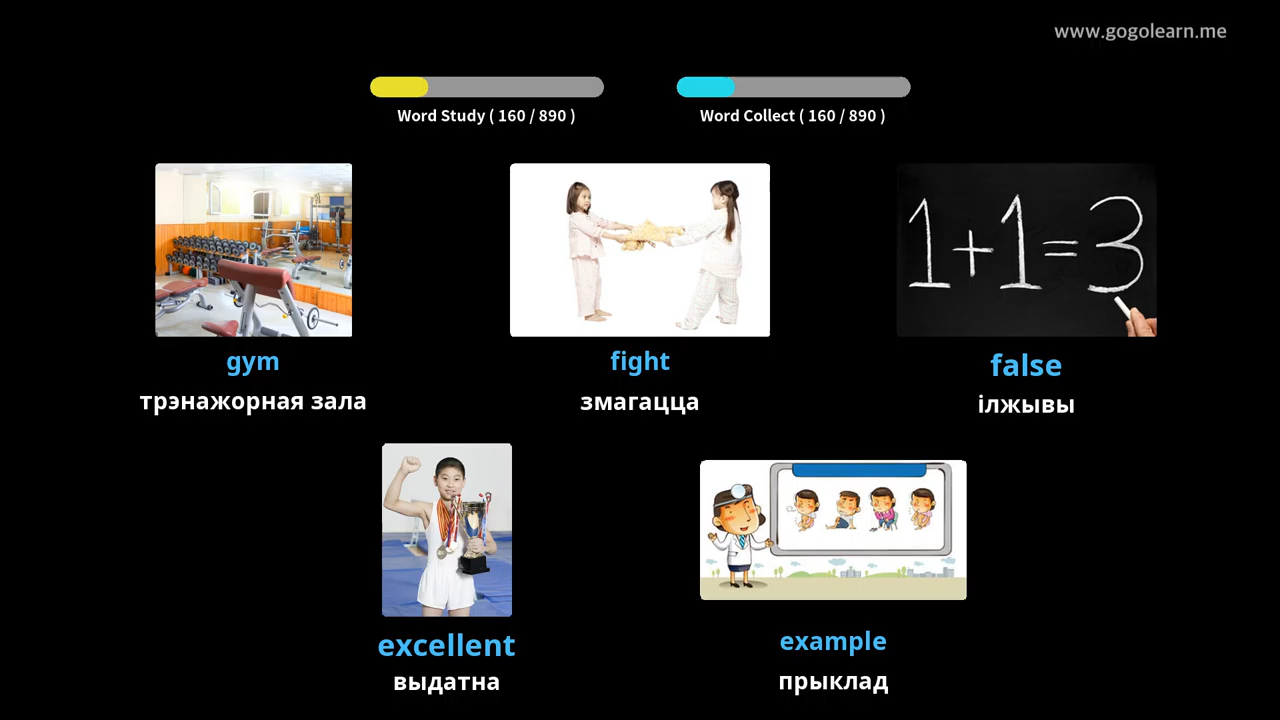 www.gogolearn.me
Word Study ( 160 / 890 )
Word Collect ( 160 / 890 )
1+1=3
gym
fight
false
трэнажорная зала
змагацца
ілжывы
excellent
example
выдатна
прыклад